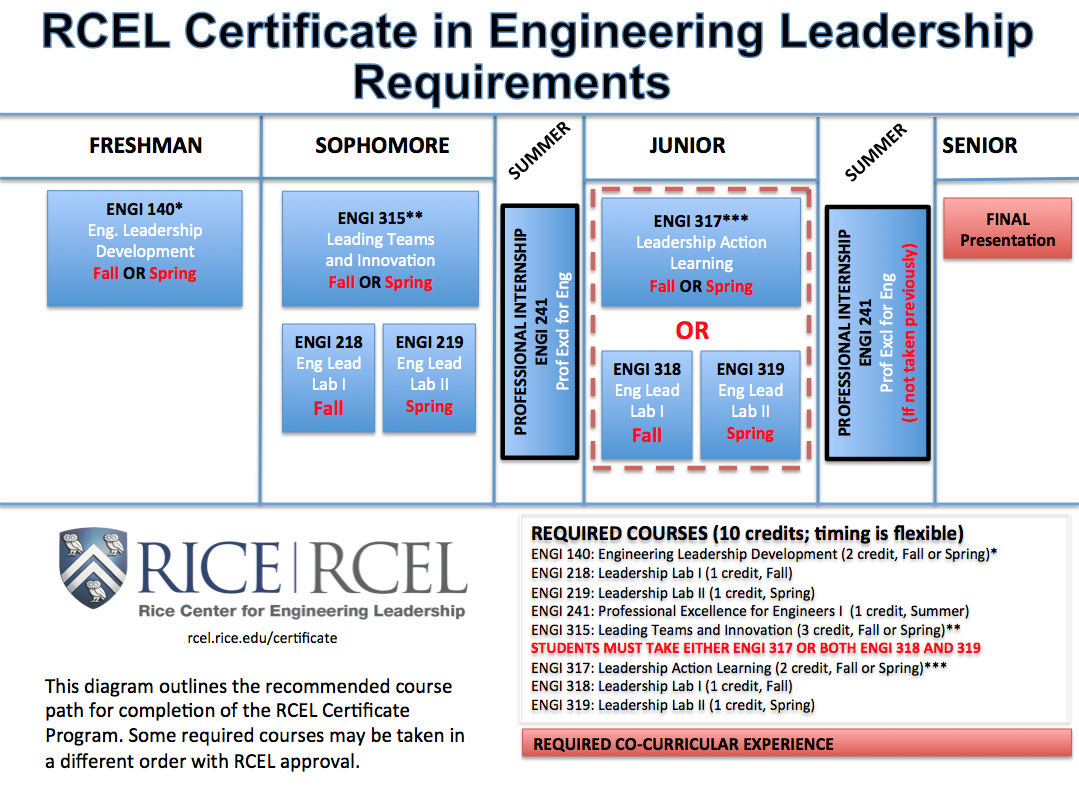 RCEL Certificate in Engineering Leadership
Requirements
FRESHMAN
SOPHOMORE
SUMMER
JUNIOR
SUMMER
SENIOR
ENGI 140*
Eng. Leadership
Development
Fall OR Spring
ENGI 315**
Leading Teams
and Innovation
Fall OR Spring
ENGI 218
Eng Lead
Lab I
Fall
ENGI 219
Eng Lead
Lab II
Spring
PROFESSIONAL INTERNSHIP
ENGI 241
Prof Excl for Eng
ENGI 317***
Leadership Action
Learning
Fall OR Spring
OR
ENGI 318
Eng Lead
Lab I
Fall
ENGI 319
Eng Lead
Lab II
Spring
PROFESSIONAL INTERNSHIP
ENGI 241
Prof Excl for Eng
(If not taken previously)
FINAL
Presentation
RICE | RCEL
Rice Center for Engineering Leadership
rcel.rice.edu/certificate
This diagram outlines the recommended course
path for completion of the RCEL Certificate
Program. Some required courses may be taken in
a different order with RCEL approval.
REQUIRED COURSES (10 credits; timing is flexible)
ENGI 140: Engineering Leadership Development (2 credit, Fall or Spring)*
ENGI 218: Leadership Lab I (1 credit, Fall)
ENGI 219: Leadership Lab II (1 credit, Spring)
ENGI 241: Professional Excellence for Engineers I (1 credit, Summer)
ENGI 315: Leading Teams and Innovation (3 credit, Fall or Spring)**
STUDENTS MUST TAKE EITHER ENGI 317 OR BOTH ENGI 318 AND 319
ENGI 317: Leadership Action Learning (2 credit, Fall or Spring)***
ENGI 318: Leadership Lab I (1 credit, Fall)
ENGI 319: Leadership Lab II (1 credit, Spring)
REQUIRED CO-CURRICULAR EXPERIENCE